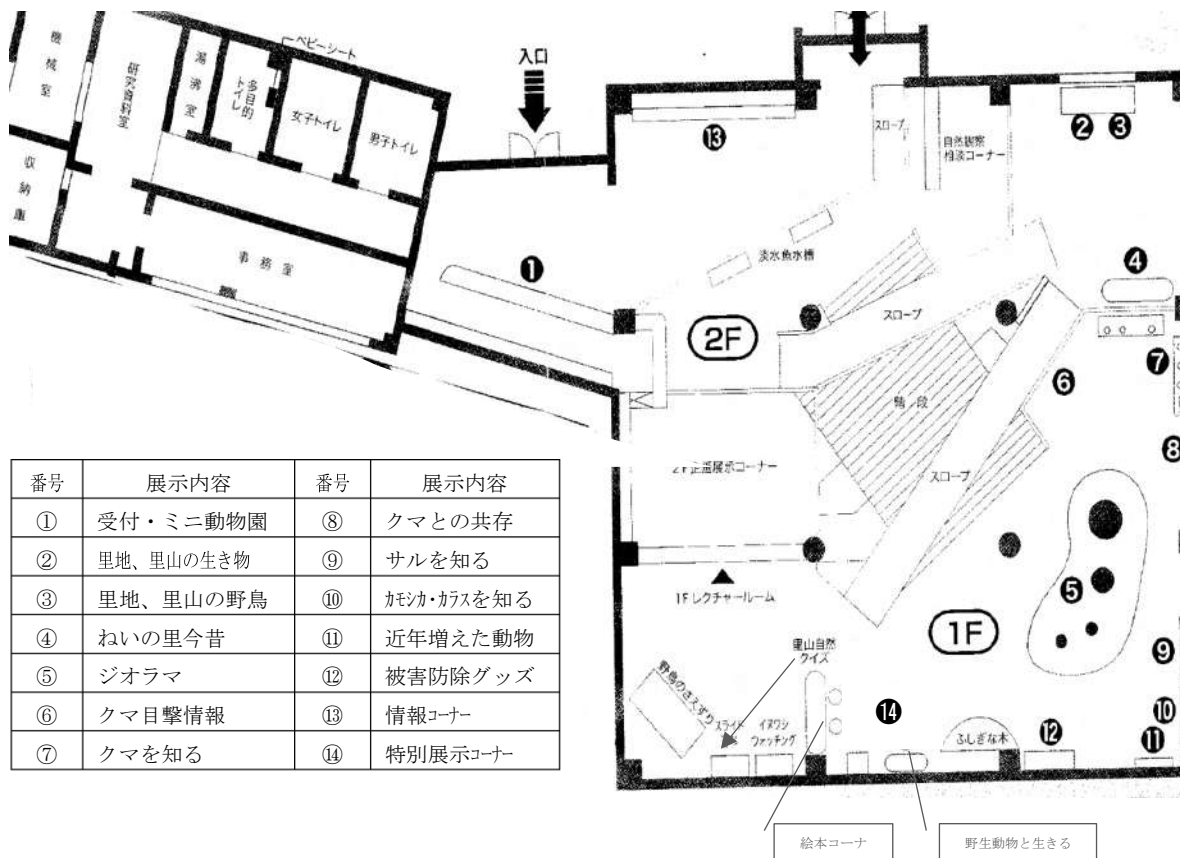 機械室
研究資料室
湯沸室
多目的
トイレ
ベビーシート
女子トイレ
男子トイレ
収納庫
事務室
入口
❶
⓭
スロープ
自然観察
相談コーナー
❷ ❸
淡水魚水槽
❹
2F
スロープ
❼
❻
階段
❽
2F企画展示コーナー
スロープ
❺
1F レクチャールーム
1F
里山自然
クイズ
❾
野鳥のさえずり
スライド
イヌワシ
ウォッチング
⓮
❿
ふしぎな木
⓬
⓫
絵本コーナ
野生動物と生きる
番号 展示内容 番号 展示内容
① 受付・ミニ動物園 ⑧ クマとの共存
② 里地、里山の生き物 ⑨ サルを知る
③ 里地、里山の野鳥 ⑩ カモシカ・カラスを知る
④ ねいの里今昔 ⑪ 近年増えた動物
⑤ ジオラマ ⑫ 被害防除グッズ
⑥ クマ目撃情報 ⑬ 情報コーナー
⑦ クマを知る ⑭ 特別展示コーナー